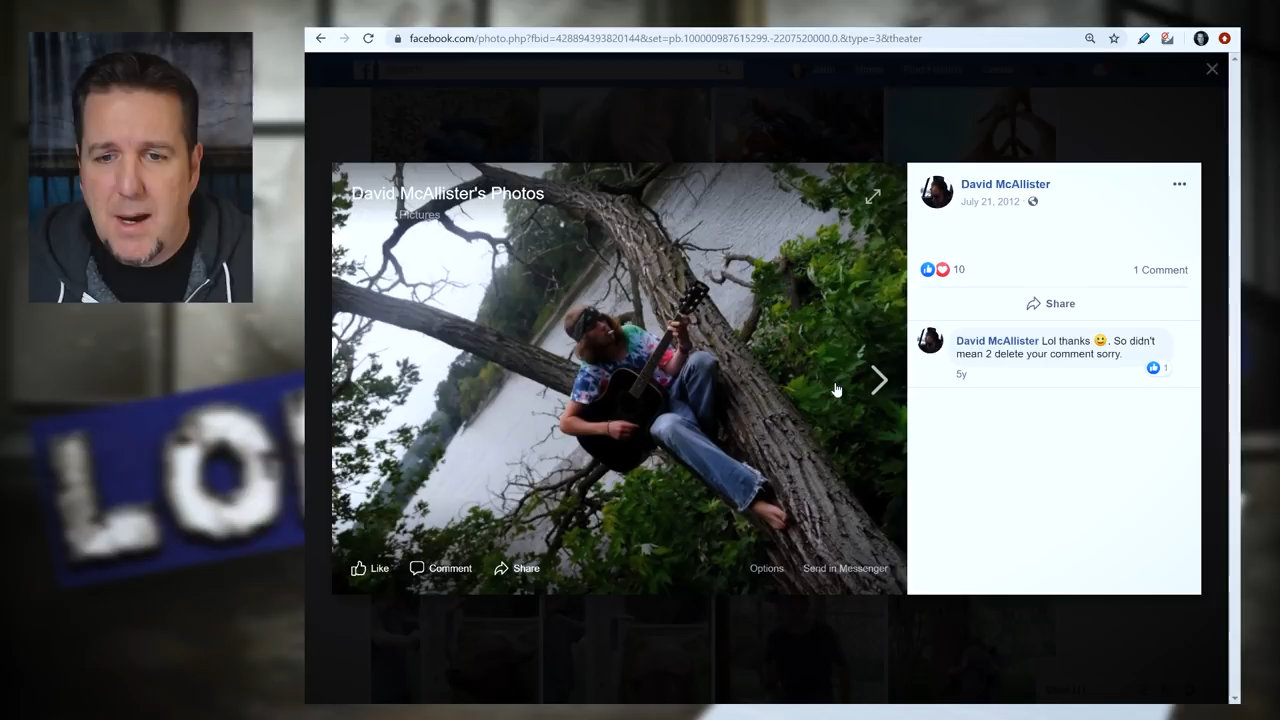 facebook.com/photo.php?fbid=428894393820144&set=pb.100000987615299.-2207520000.0.&type=3&theater
David McAllister's Photos
Pictures
David McAllister
July 21, 2012
10
1 Comment
Share
David McAllister Lol thanks 😃. So didn't
mean 2 delete your comment sorry.
1
5y
Like
Comment
Share
Options
Send in Messenger
LO